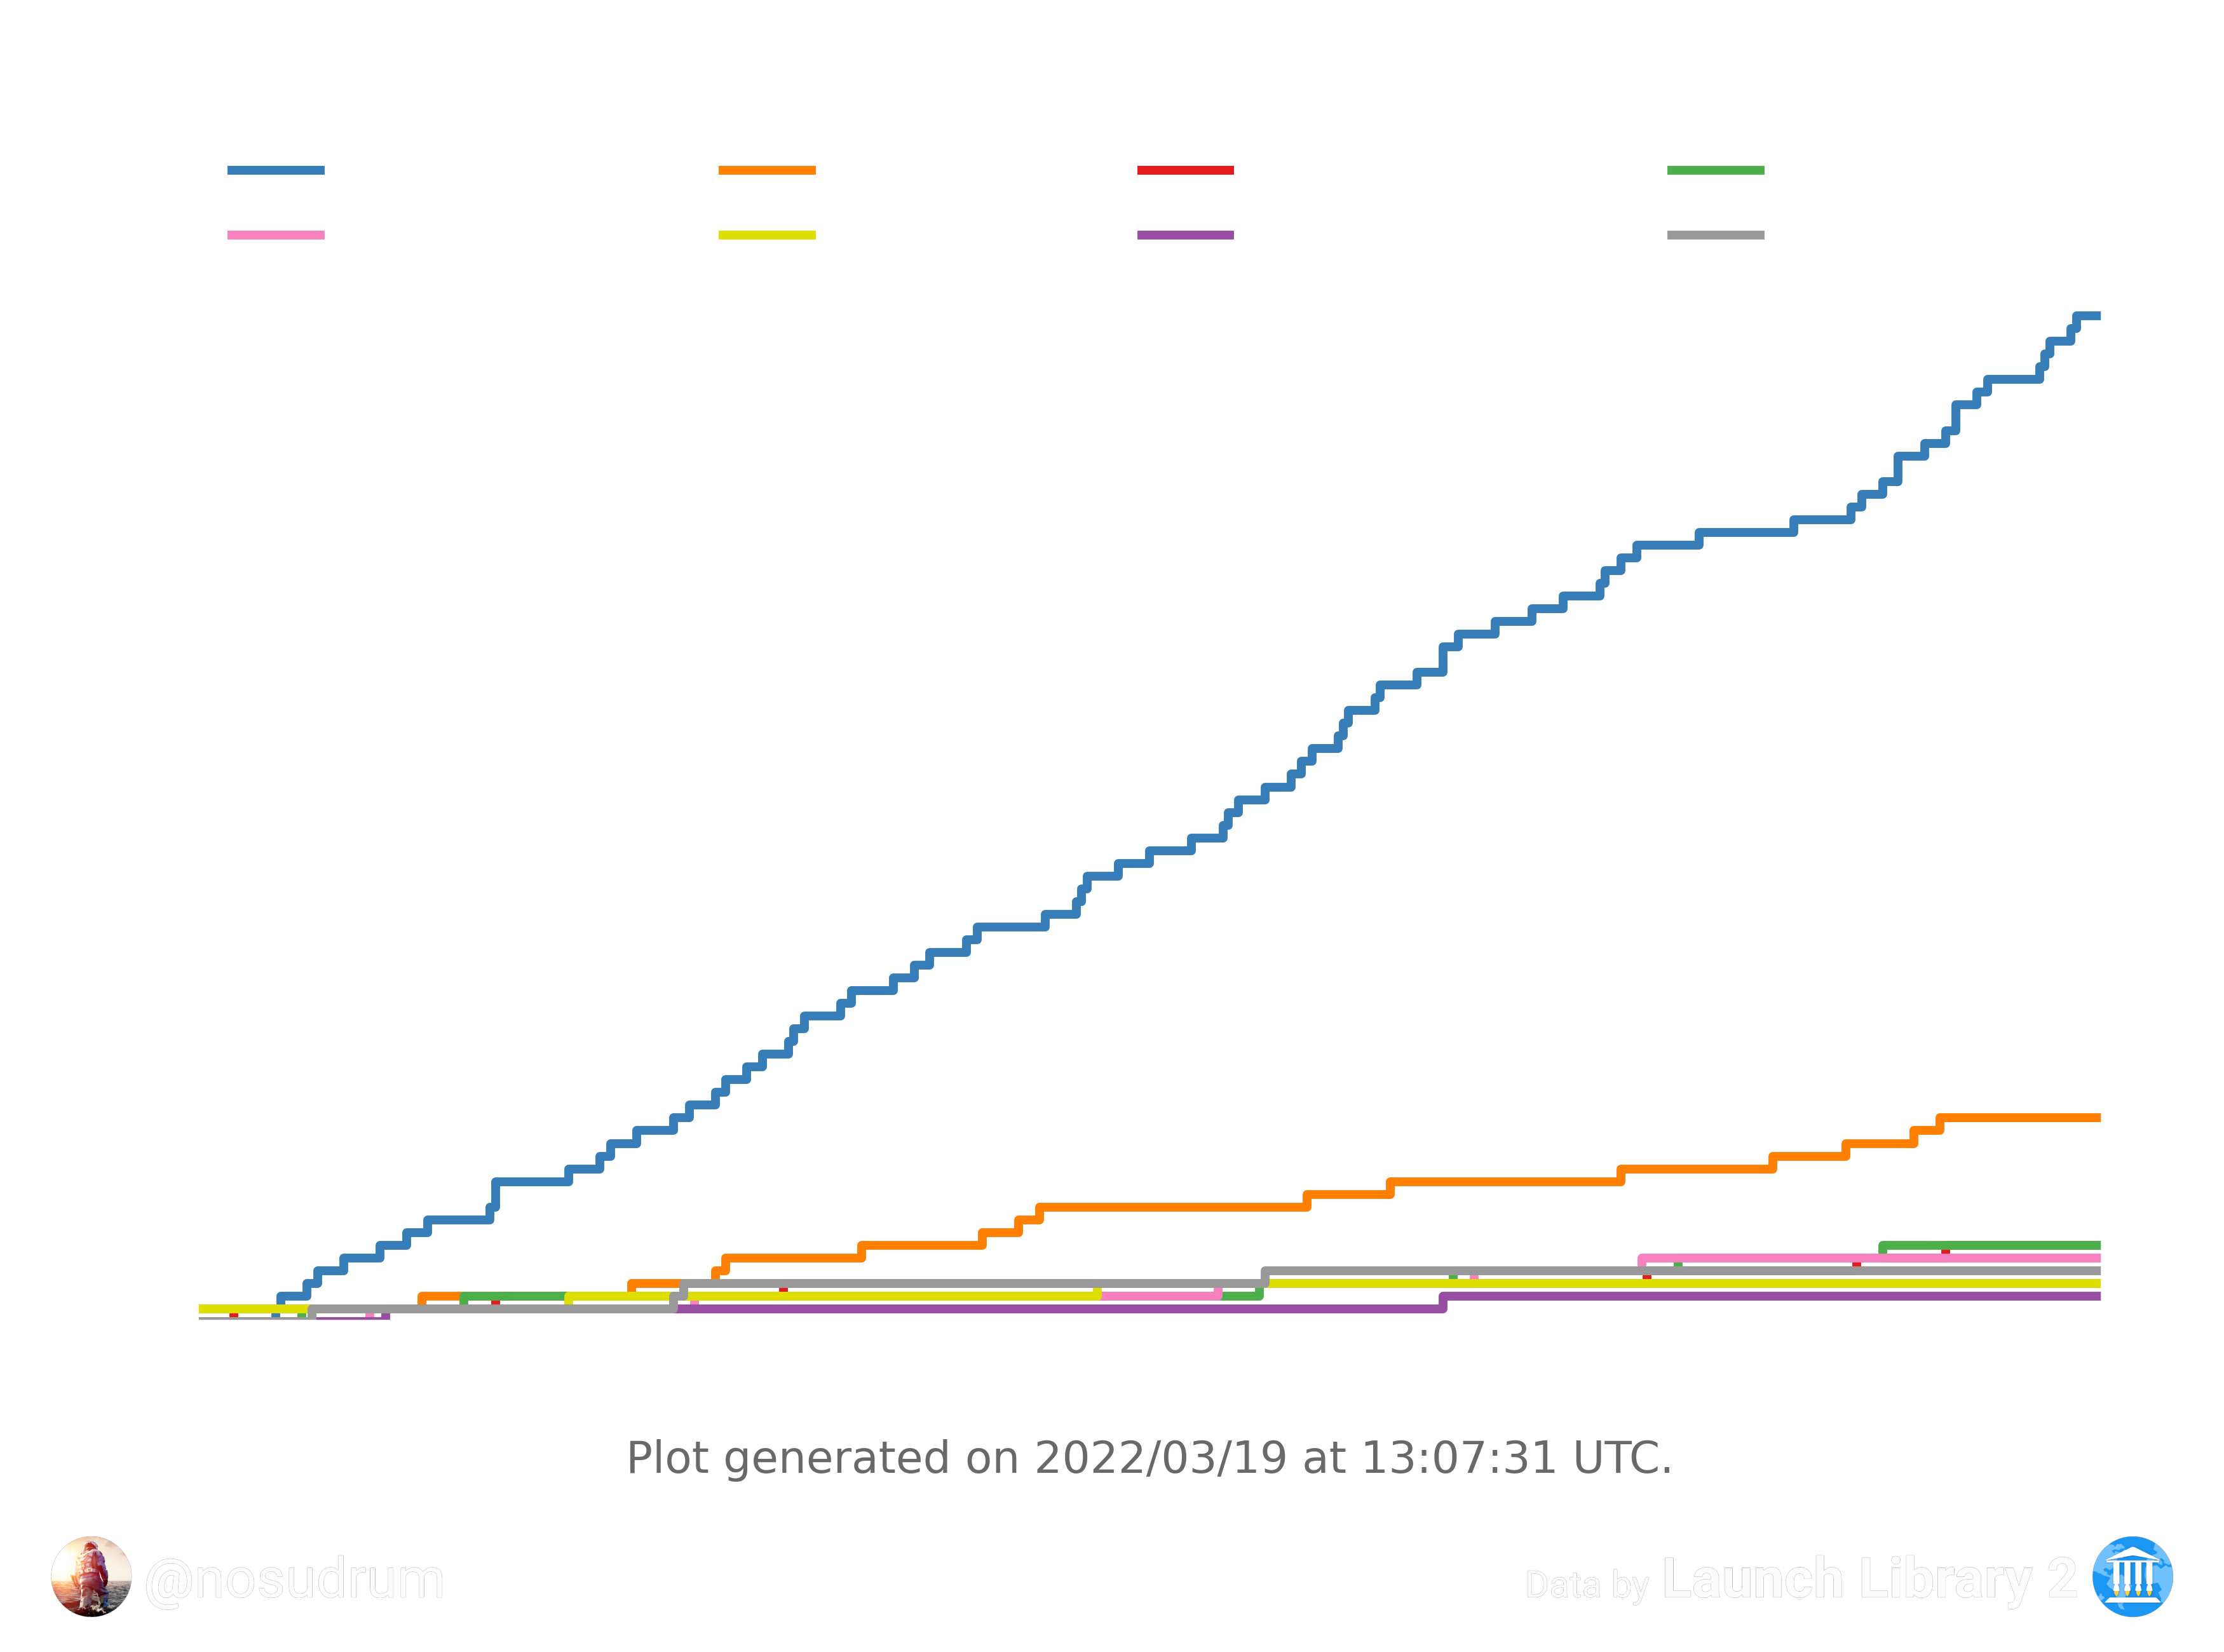 Plot generated on 2022/03/19 at 13:07:31 UTC.
@nosudrum
Data by Launch Library 2